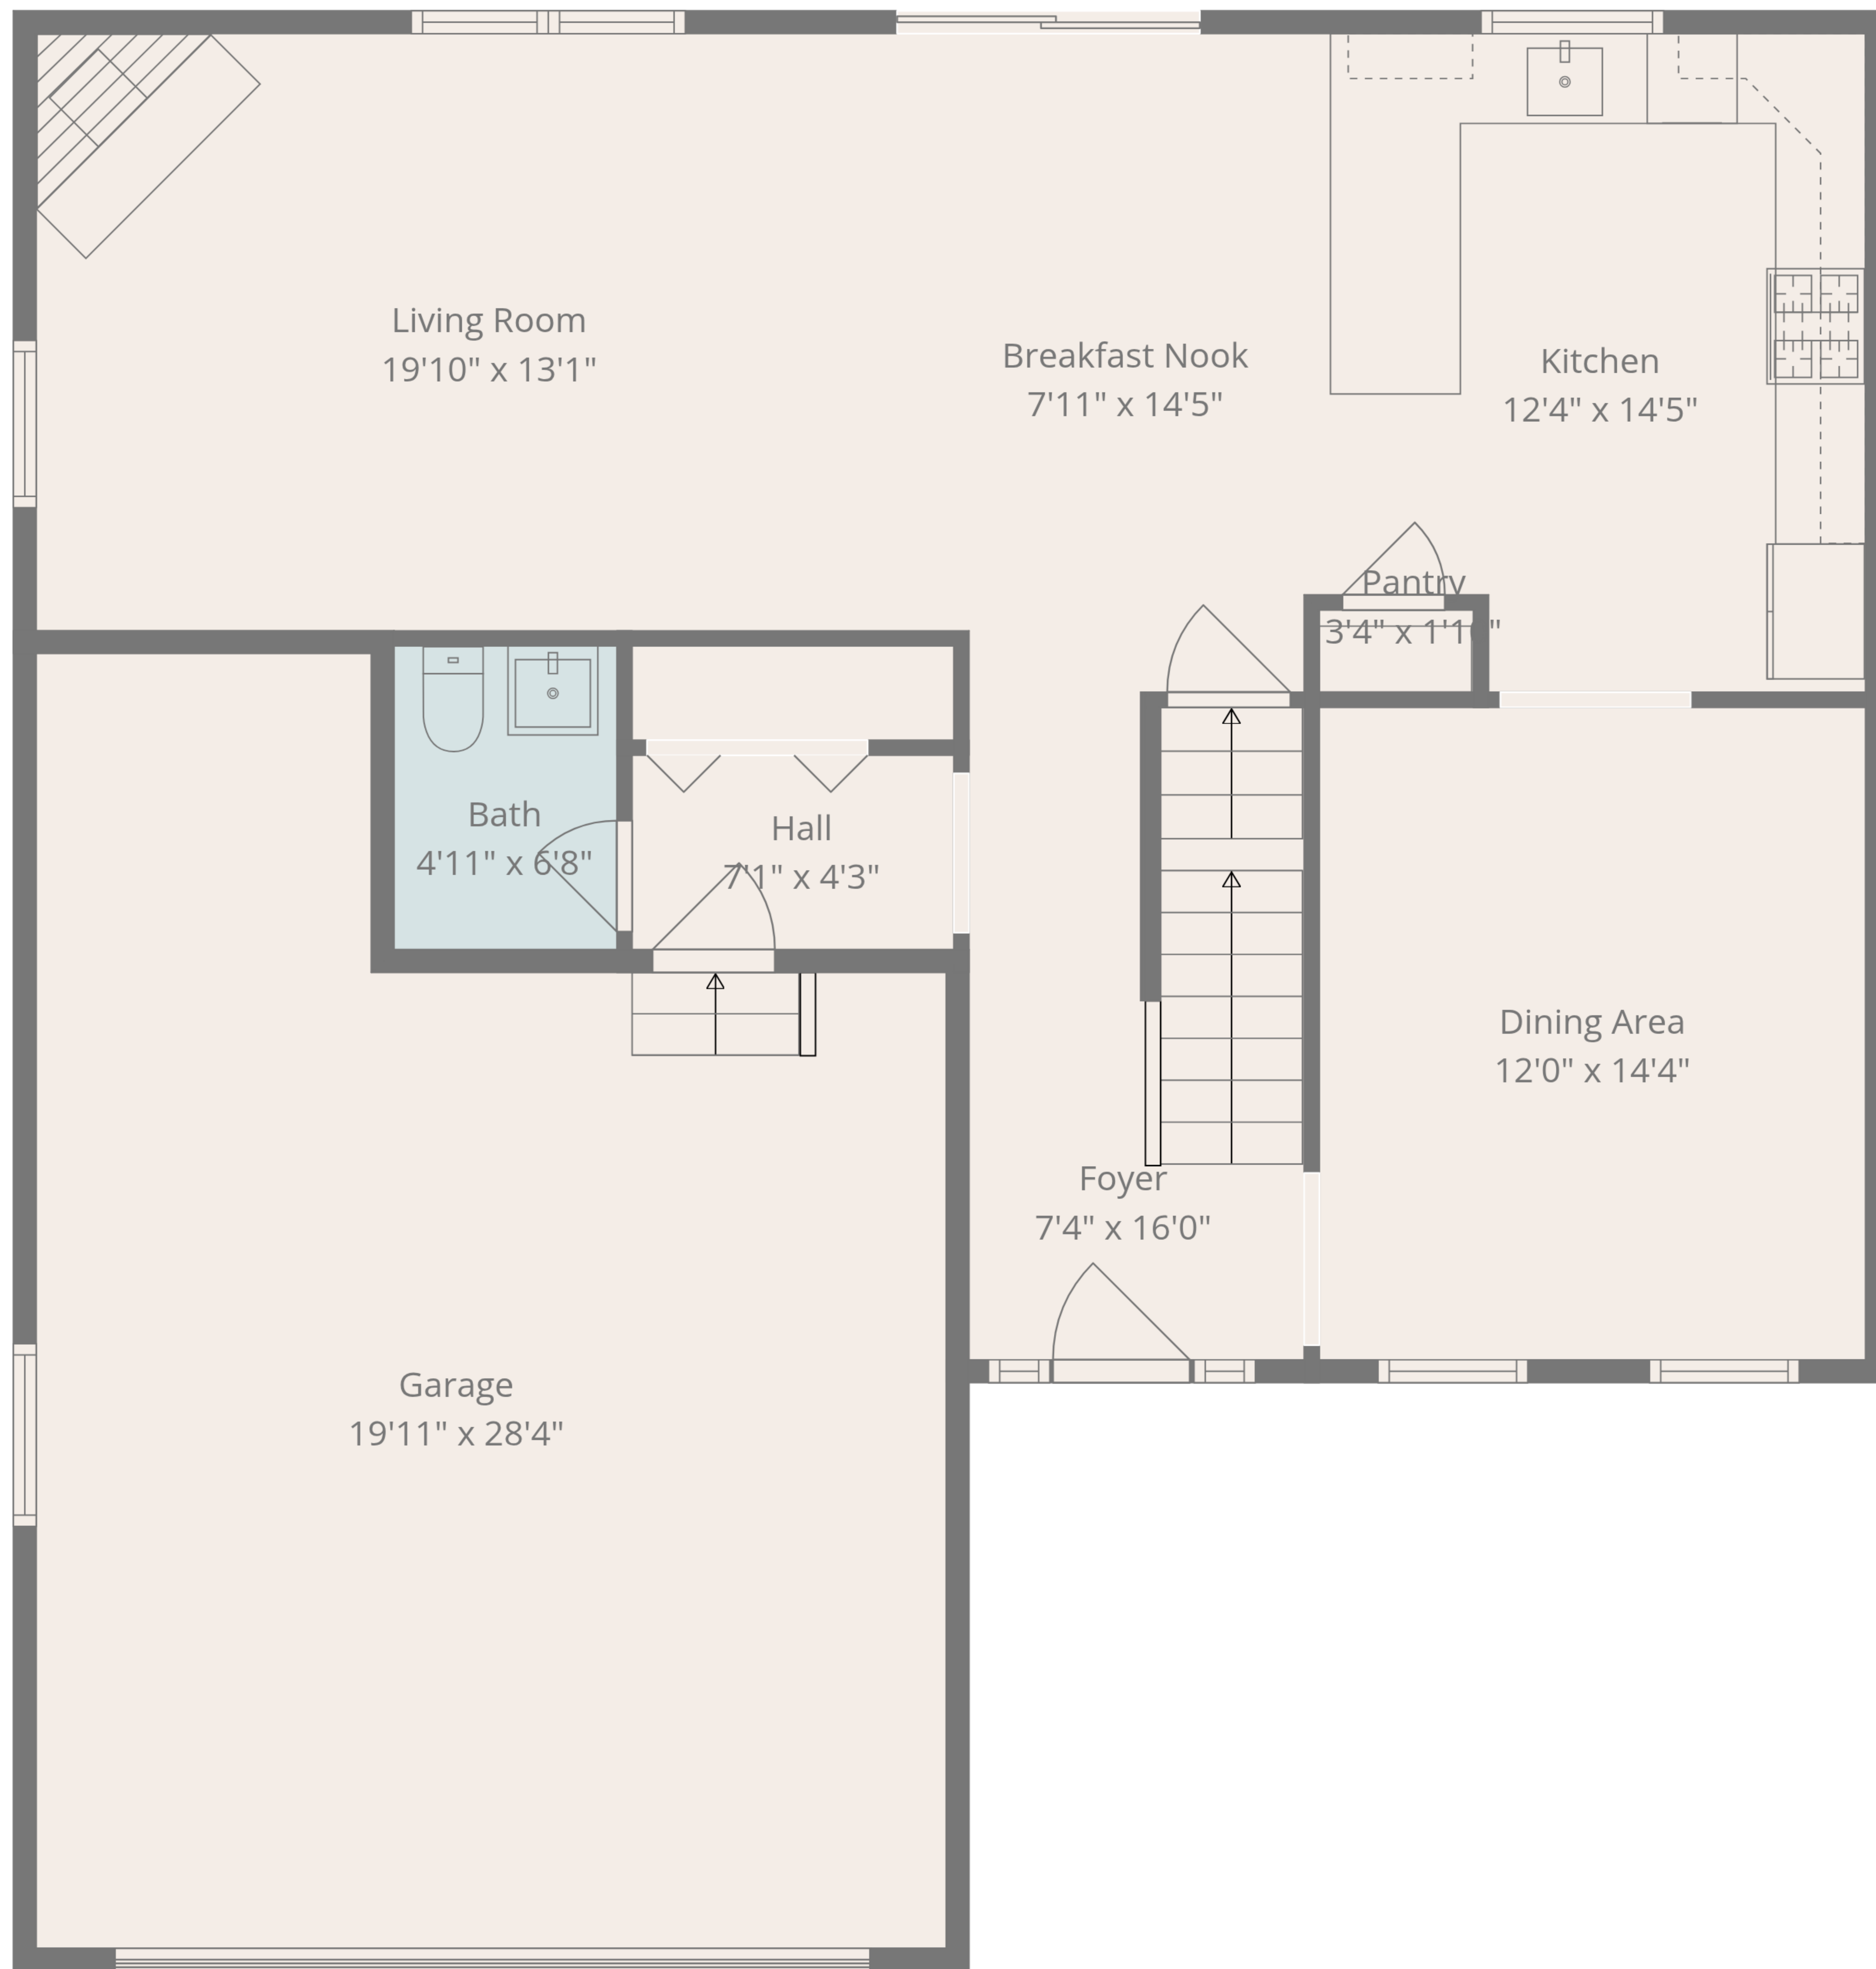 Living Room
19'10" x 13'1"
Breakfast Nook
7'11" x 14'5"
Kitchen
12'4" x 14'5"
Pantry
3'4" x
Bath
4'11" x 6'8"
Hall
7'1" x 4'3"
Dining Area
12'0" x 14'4"
Foyer
7'4" x 16'0"
Garage
19'11" x 28'4"